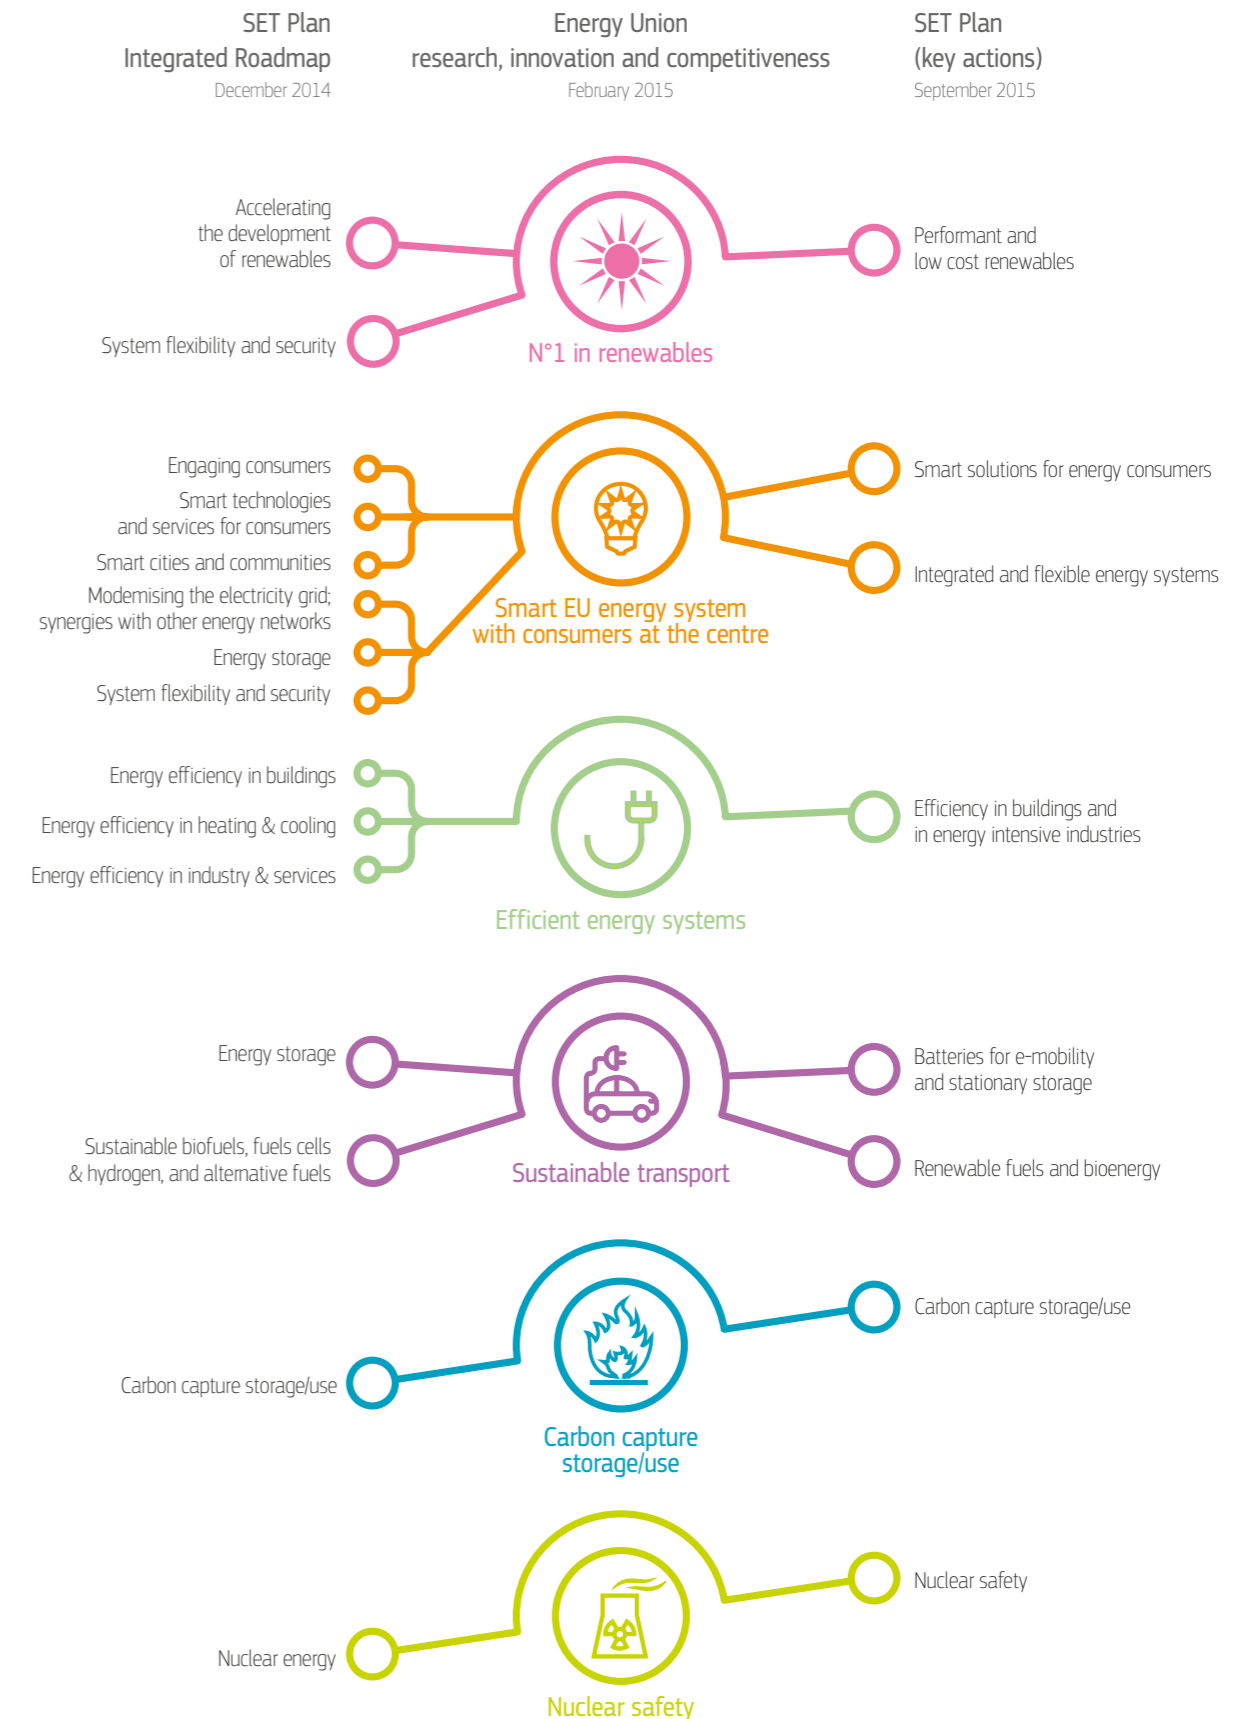 SET Plan
Integrated Roadmap
December 2014
Energy Union
research, innovation and competitiveness
February 2015
SET Plan
(key actions)
September 2015
Accelerating
the development
of renewables
System flexibility and security
N°1 in renewables
Performant and
low cost renewables
Engaging consumers
Smart technologies
and services for consumers
Smart cities and communities
Modernising the electricity grid;
synergies with other energy networks
Energy storage
System flexibility and security
Smart EU energy system
with consumers at the centre
Smart solutions for energy consumers
Integrated and flexible energy systems
Energy efficiency in buildings
Energy efficiency in heating & cooling
Energy efficiency in industry & services
Efficient energy systems
Efficiency in buildings and
in energy intensive industries
Energy storage
Sustainable biofuels, fuels cells
& hydrogen, and alternative fuels
Sustainable transport
Batteries for e-mobility
and stationary storage
Renewable fuels and bioenergy
Carbon capture storage/use
Carbon capture
storage/use
Carbon capture storage/use
Nuclear energy
Nuclear safety
Nuclear safety